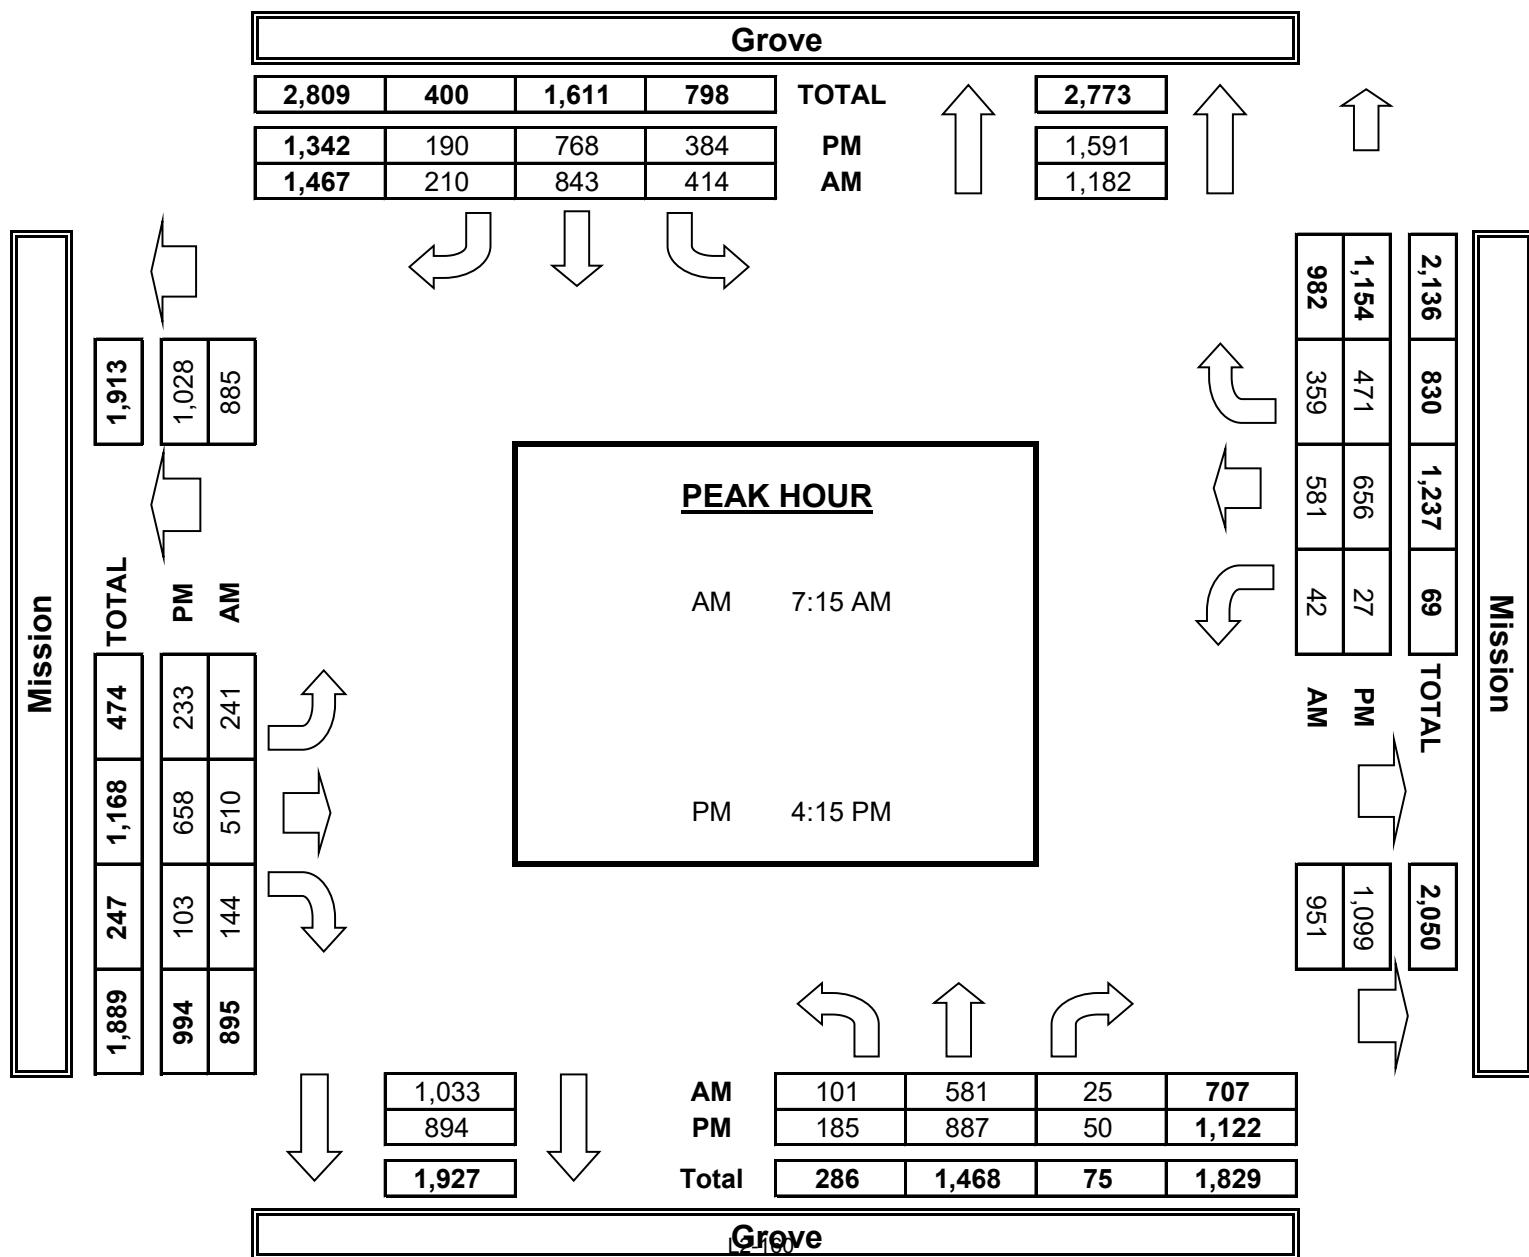 Grove
2,809 400 1,611 798 TOTAL 2,773
1,342 190 768 384 PM 1,591
1,467 210 843 414 AM 1,182
Mission
1,913
1,028
885
TOTAL
PM
AM
474 1,168 247 1,889
233 658 103 994
241 510 144 895
PEAK HOUR
AM 7:15 AM
PM 4:15 PM
2,136 830 1,237 69 TOTAL
1,154 471 656 27 PM
982 359 581 42 AM
2,050
1,099
951
Mission
1,033 AM 101 581 25 707
894 PM 185 887 50 1,122
1,927 Total 286 1,468 75 1,829
Grove
L2-160